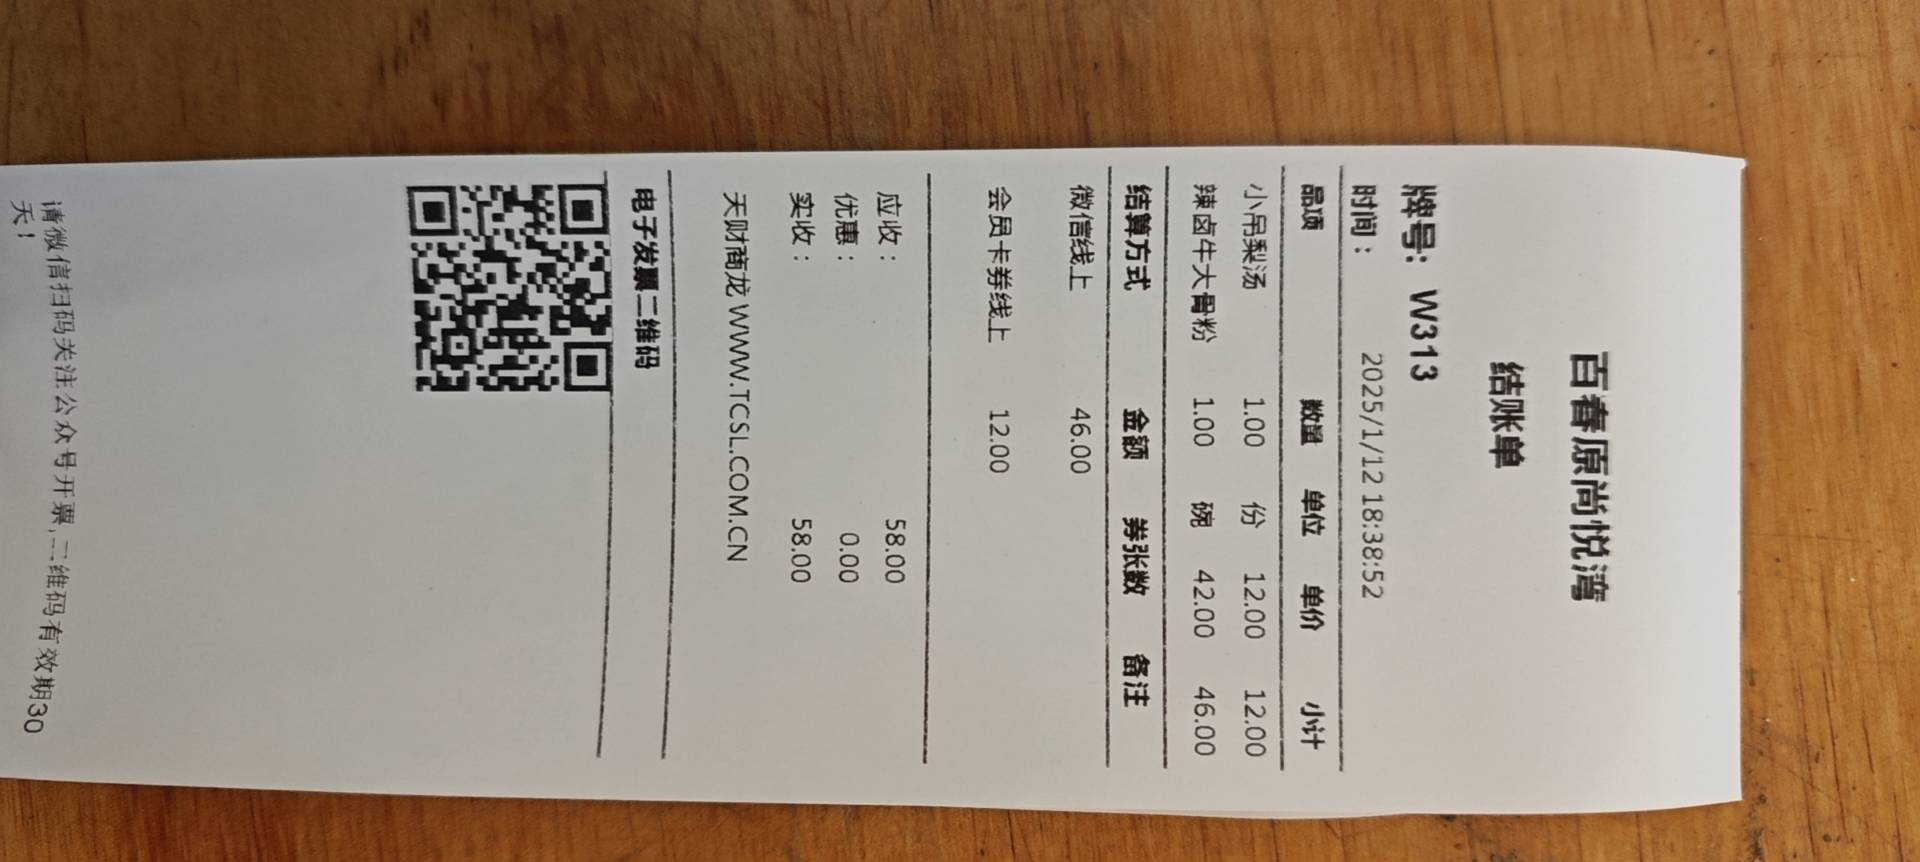 百春原尚悦湾
结账单
牌号: W313
时间: 2025/1/12 18:38:52
品项 数量 单位 单价 小计
小吊梨汤 1.00 份 12.00 12.00
辣卤牛大骨粉 1.00 碗 42.00 46.00
结算方式 金额 券张数 备注
微信线上 46.00
会员卡券线上 12.00
应收: 58.00
优惠: 0.00
实收: 58.00
天财商龙 WWW.TCSL.COM.CN
电子发票二维码
请微信扫码关注公众号开票,二维码有效期30
天!